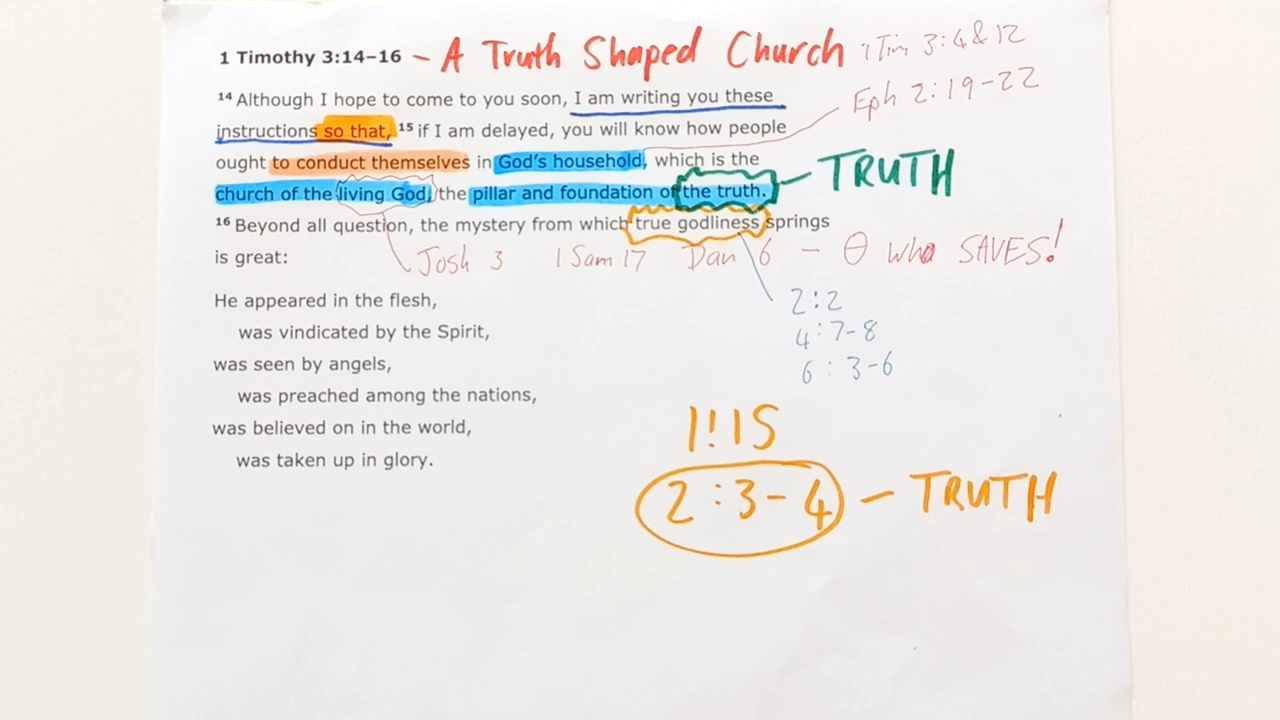 1 Timothy 3:14–16 - A Truth Shaped Church 1 Tim 3:4 & 12
14 Although I hope to come to you soon, I am writing you these
Eph 2:19-22
instructions so that, 15 if I am delayed, you will know how people
ought to conduct themselves in God's household, which is the
church of the living God, the pillar and foundation of the truth. - TRUTH
16 Beyond all question, the mystery from which true godliness springs
is great:
Josh 3 1 Sam 17 Dan 6 - θ who SAVES!
He appeared in the flesh,
2:2
was vindicated by the Spirit,
4:7-8
was seen by angels,
6:3-6
was preached among the nations,
was believed on in the world,
1!15
was taken up in glory.
2:3-4 - TRUTH